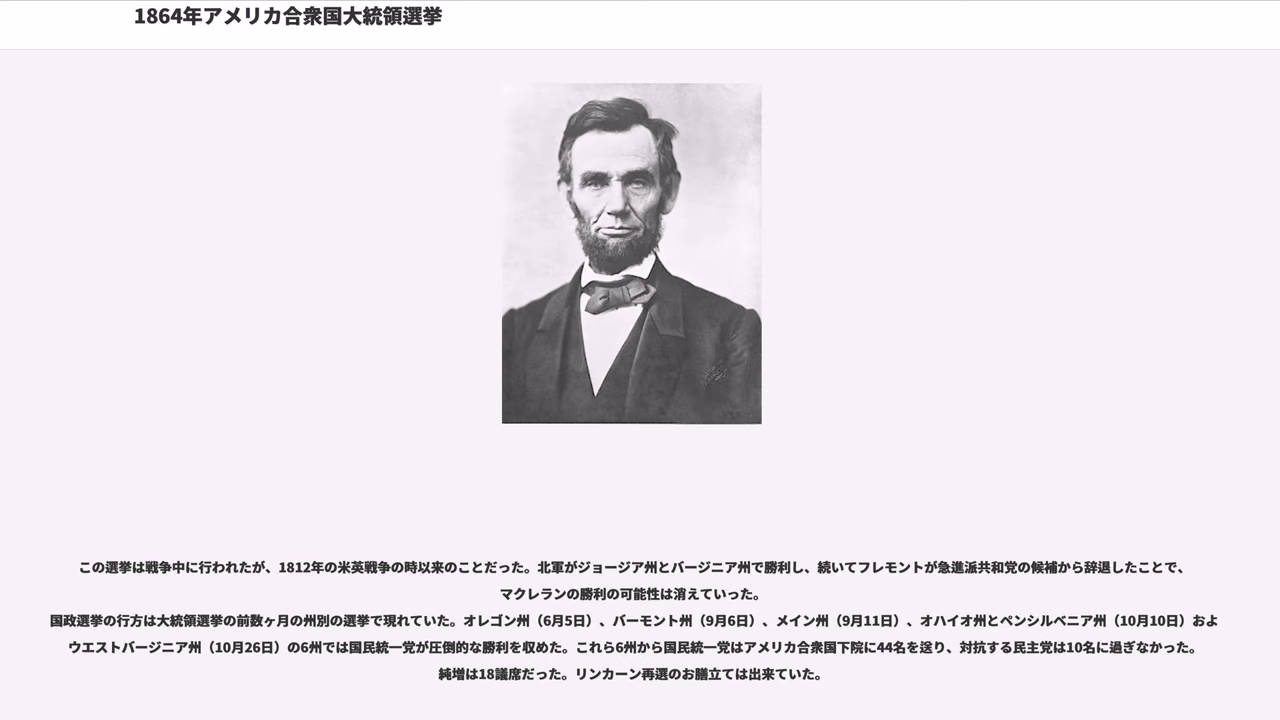 1864年アメリカ合衆国大統領選挙
この選挙は戦争中に行われたが、1812年の米英戦争の時以来のことだった。北軍がジョージア州とバージニア州で勝利し、続いてフレモントが急進派共和党の候補から辞退したことで、
マクレランの勝利の可能性は消えていった。
国政選挙の行方は大統領選挙の前数ヶ月の州別の選挙で現れていた。オレゴン州（6月5日）、バーモント州（9月6日）、メイン州（9月11日）、オハイオ州とペンシルベニア州（10月10日）およ
ウエストバージニア州（10月26日）の6州では国民統一党が圧倒的な勝利を収めた。これら6州から国民統一党はアメリカ合衆国下院に44名を送り、対抗する民主党は10名に過ぎなかった。
純増は18議席だった。リンカーン再選のお膳立ては出来ていた。